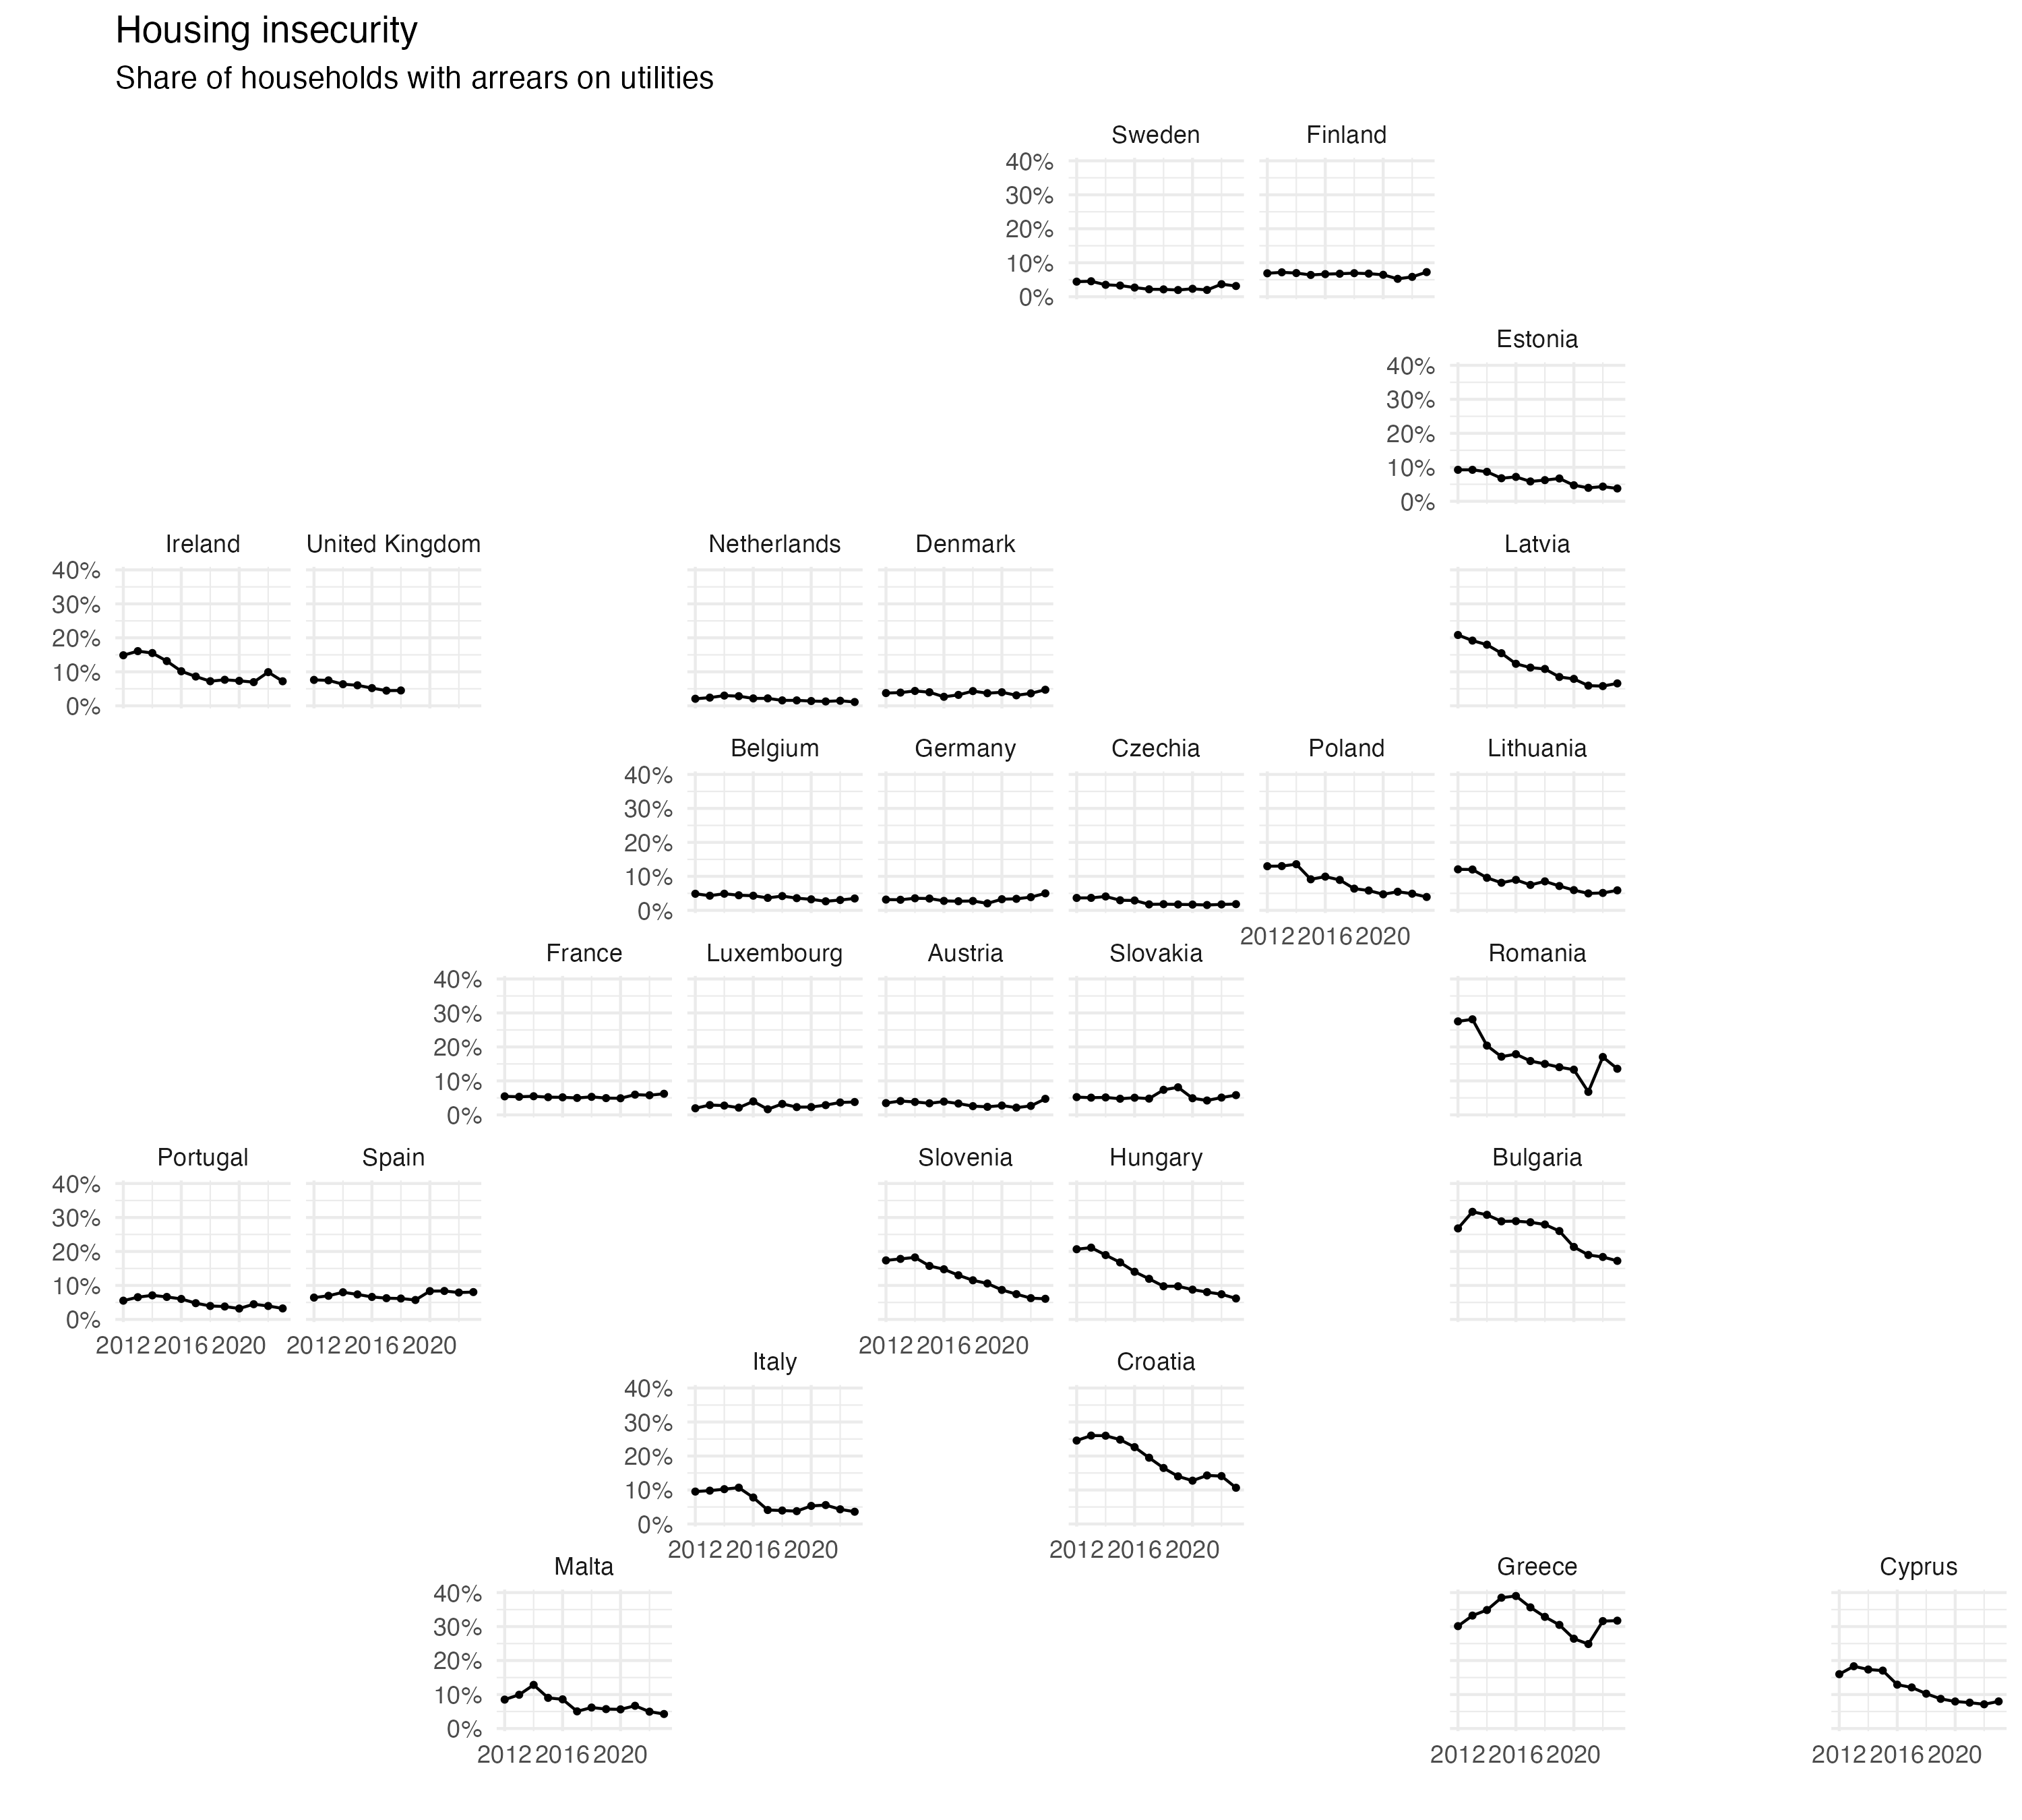 Housing insecurity
Share of households with arrears on utilities
Sweden Finland
40%
30%
20%
10%
0%
Estonia
40%
30%
20%
10%
0%
Ireland United Kingdom Netherlands Denmark Latvia
40%
30%
20%
10%
0%
Belgium Germany Czechia Poland Lithuania
40%
30%
20%
10%
0%
2012 2016 2020
France Luxembourg Austria Slovakia Romania
40%
30%
20%
10%
0%
Portugal Spain Slovenia Hungary Bulgaria
40%
30%
20%
10%
0%
2012 2016 2020 2012 2016 2020 2012 2016 2020
Italy Croatia
40%
30%
20%
10%
0%
2012 2016 2020 2012 2016 2020
Malta Greece Cyprus
40%
30%
20%
10%
0%
2012 2016 2020 2012 2016 2020 2012 2016 2020